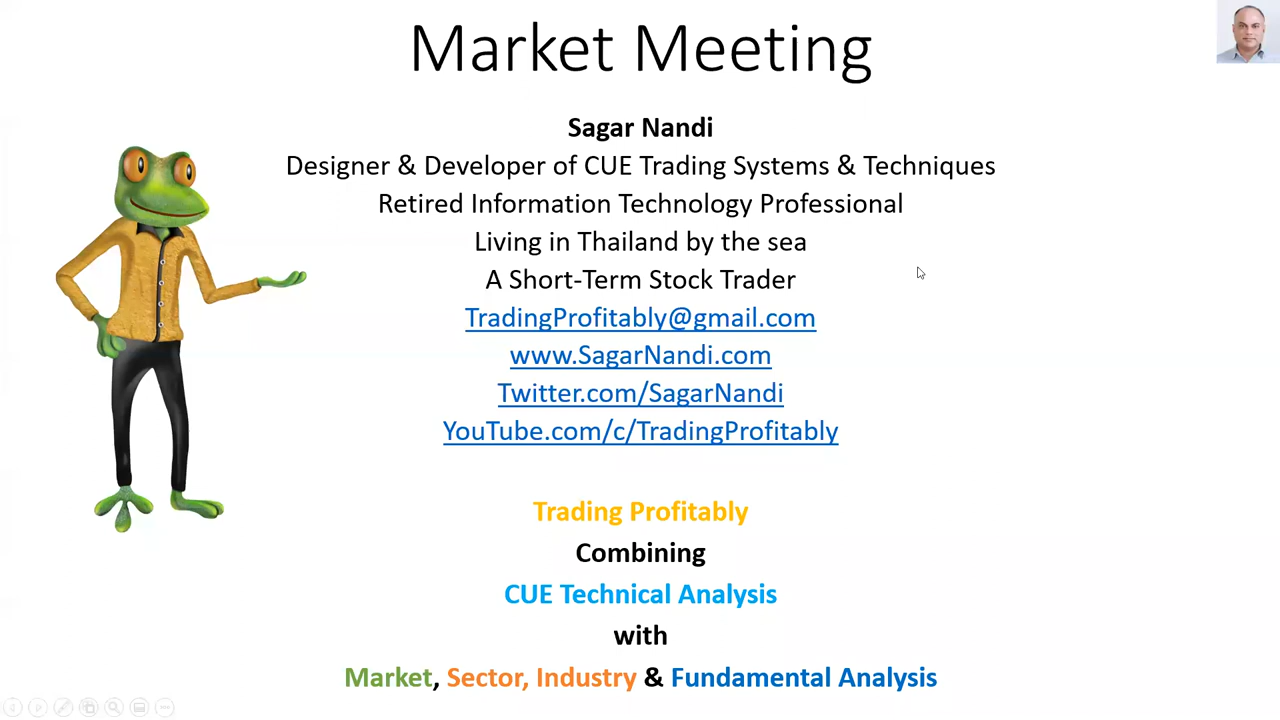 Market Meeting
Sagar Nandi
Designer & Developer of CUE Trading Systems & Techniques
Retired Information Technology Professional
Living in Thailand by the sea
A Short-Term Stock Trader
TradingProfitably@gmail.com
www.SagarNandi.com
Twitter.com/SagarNandi
YouTube.com/c/TradingProfitably
Trading Profitably
Combining
CUE Technical Analysis
with
Market, Sector, Industry & Fundamental Analysis